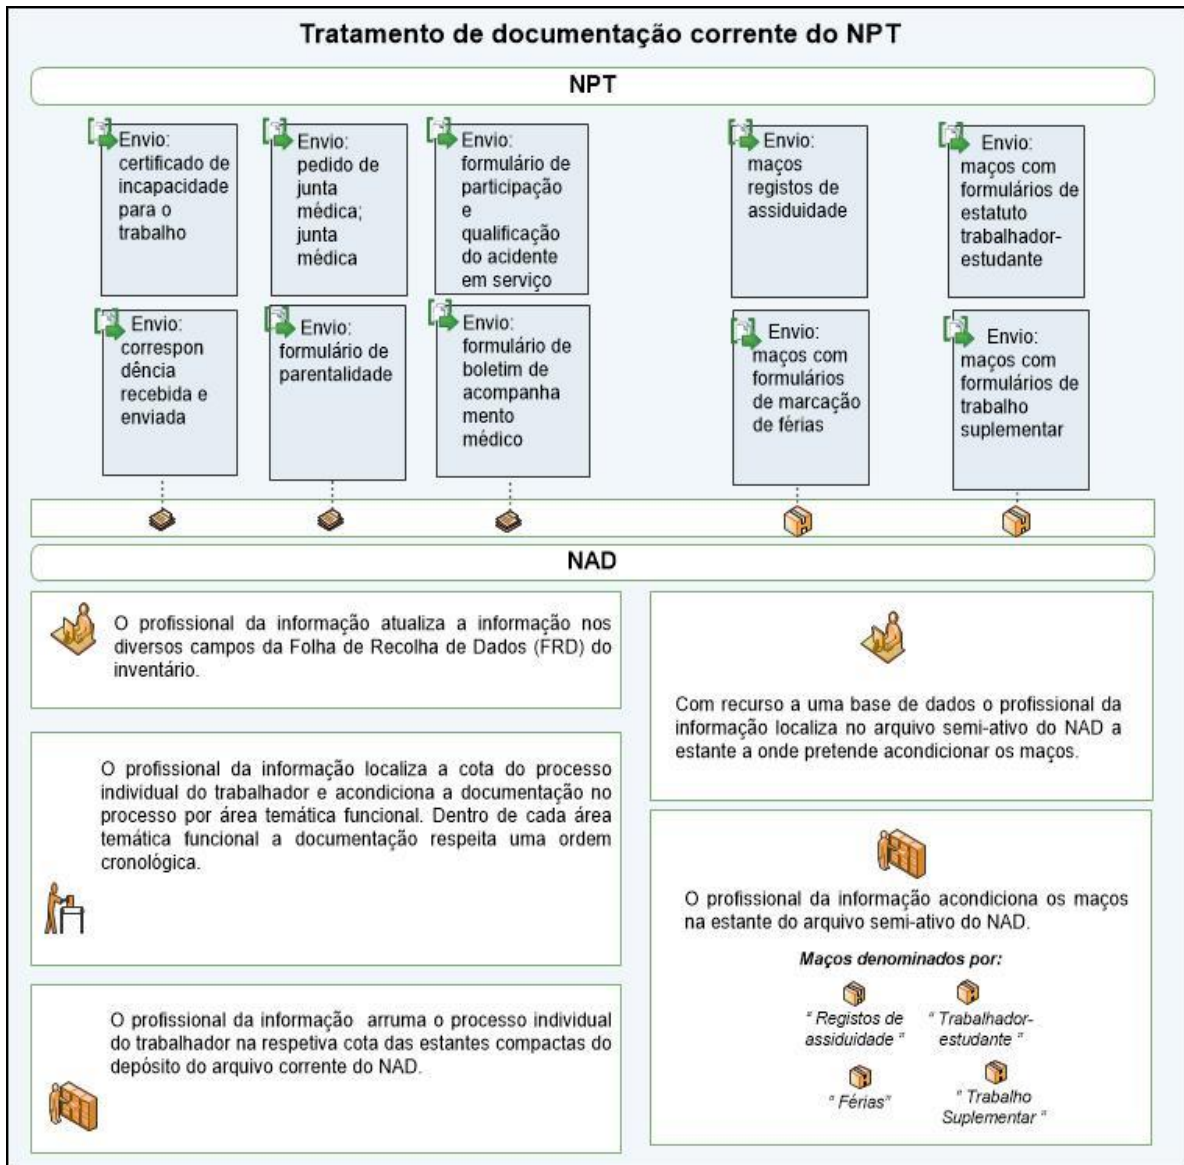 Tratamento de documentação corrente do NPT
NPT
Envio:
certificado de
incapacidade
para o
trabalho
Envio:
pedido de
junta
médica;
junta
médica
Envio:
formulário de
participação
e
qualificação
do acidente
em serviço
Envio:
maços
registos de
assiduidade
Envio:
maços com
formulários de
estatuto
trabalhador-
estudante
Envio:
correspon
dência
recebida e
enviada
Envio:
formulário de
parentalidade
Envio:
formulário de
boletim de
acompanha
mento
médico
Envio:
maços com
formulários
de marcação
de férias
Envio:
maços com
formulários de
trabalho
suplementar
NAD
O profissional da informação atualiza a informação nos
diversos campos da Folha de Recolha de Dados (FRD) do
inventário.
O profissional da informação localiza a cota do processo
individual do trabalhador e acondiciona a documentação no
processo por área temática funcional. Dentro de cada área
temática funcional a documentação respeita uma ordem
cronológica.
O profissional da informação arruma o processo individual
do trabalhador na respetiva cota das estantes compactas do
depósito do arquivo corrente do NAD.
Com recurso a uma base de dados o profissional da
informação localiza no arquivo semi-ativo do NAD a
estante a onde pretende acondicionar os maços.
O profissional da informação acondiciona os maços
na estante do arquivo semi-ativo do NAD.
Maços denominados por:
" Registos de
assiduidade "
" Trabalhador-
estudante "
" Férias"
" Trabalho
Suplementar "